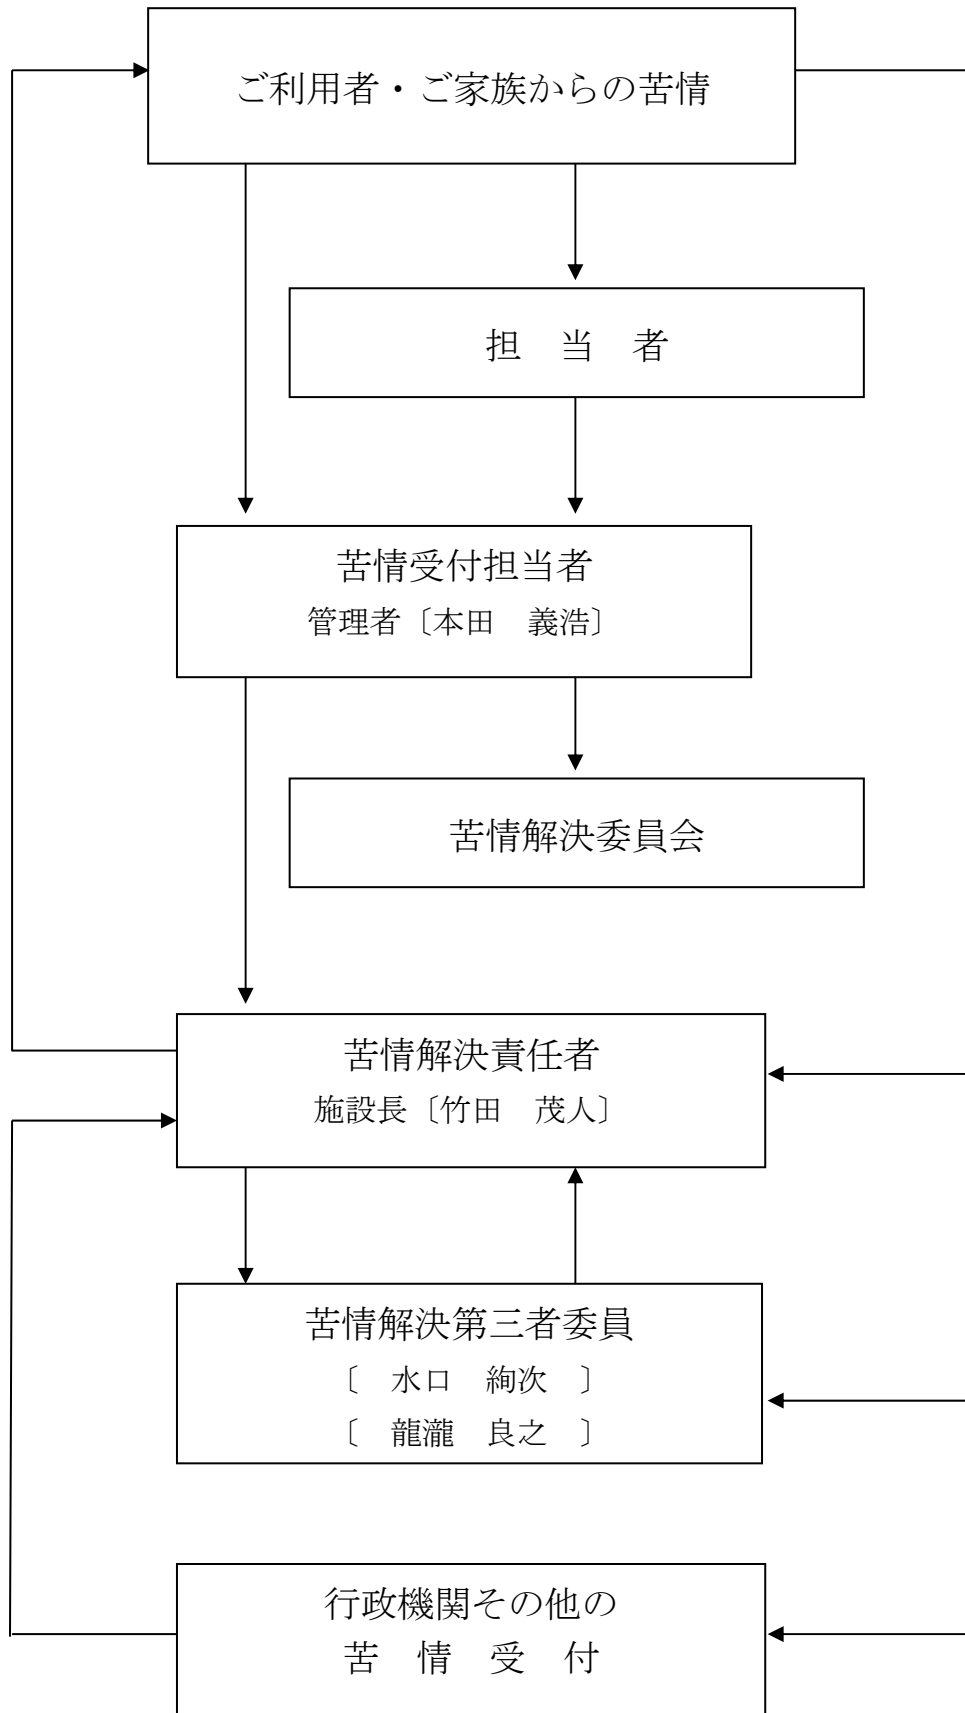 ご利用者・ご家族からの苦情
担　当　者
苦情受付担当者
管理者〔本田　義浩〕
苦情解決委員会
苦情解決責任者
施設長〔竹田　茂人〕
苦情解決第三者委員
〔　水口　絢次　〕
〔　龍瀧　良之　〕
行政機関その他の
苦　情　受　付